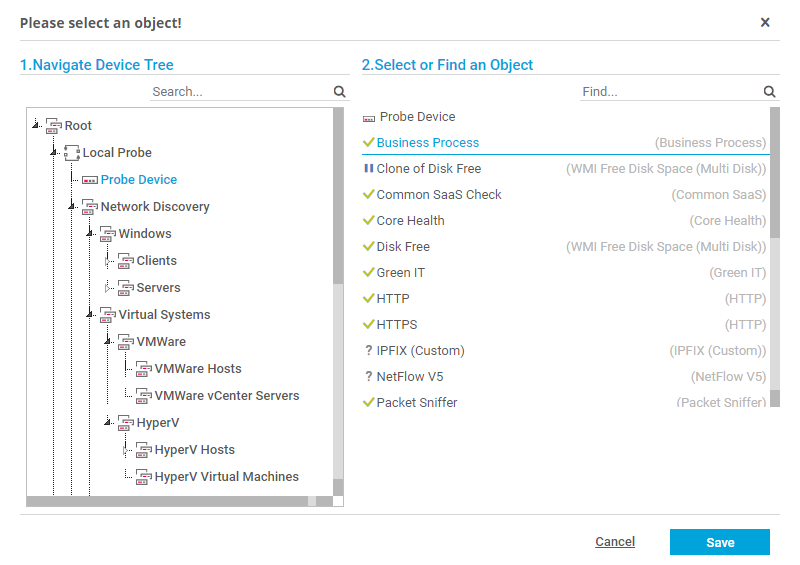 Please select an object!
1.Navigate Device Tree
Search...
Root
Local Probe
Probe Device
Network Discovery
Windows
Clients
Servers
Virtual Systems
VMWare
VMWare Hosts
VMWare vCenter Servers
HyperV
HyperV Hosts
HyperV Virtual Machines
2.Select or Find an Object
Find...
Probe Device
Business Process (Business Process)
Clone of Disk Free (WMI Free Disk Space (Multi Disk))
Common SaaS Check (Common SaaS)
Core Health (Core Health)
Disk Free (WMI Free Disk Space (Multi Disk))
Green IT (Green IT)
HTTP (HTTP)
HTTPS (HTTP)
? IPFIX (Custom) (IPFIX (Custom))
? NetFlow V5 (NetFlow V5)
Packet Sniffer (Packet Sniffer)
Cancel Save